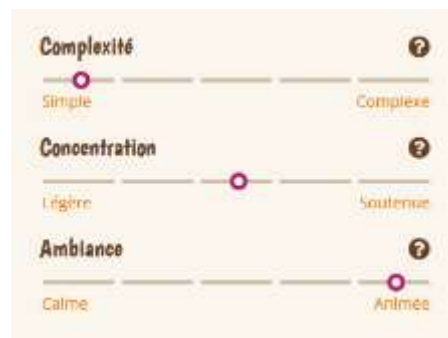 Complexité ?
Simple Complexe
Concentration ?
Légère Soutenue
Ambiance ?
Calme Animée